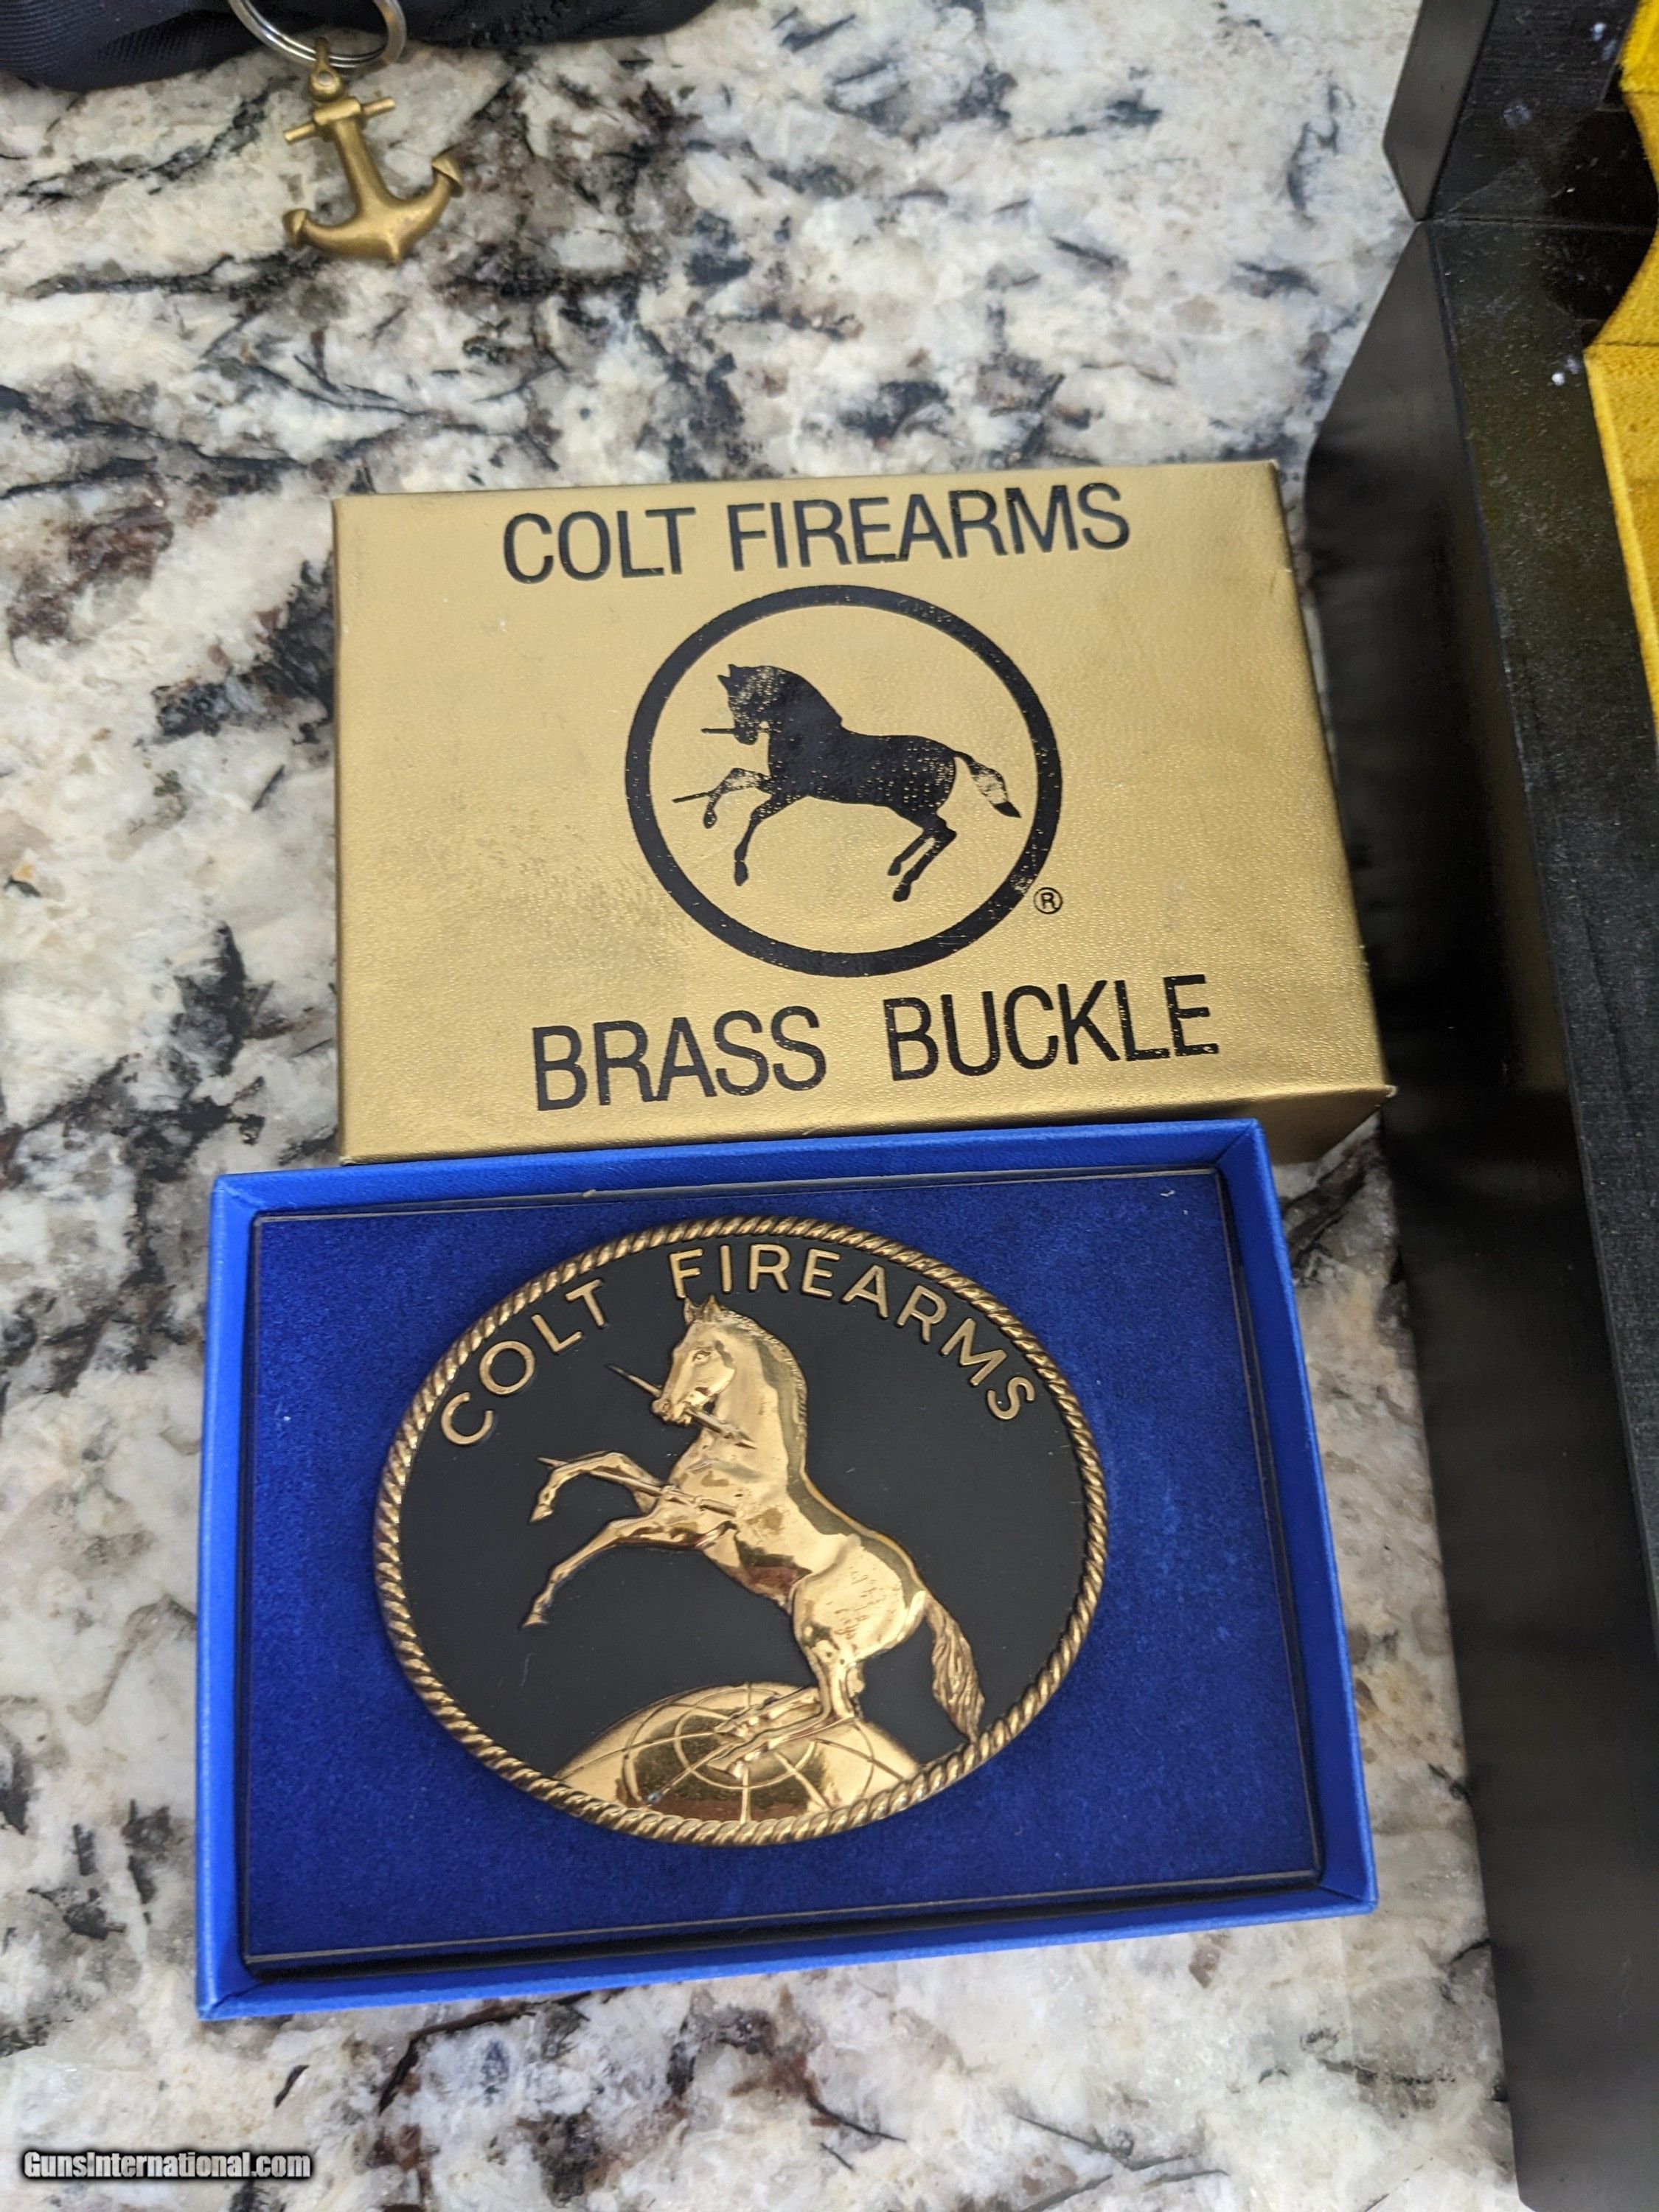 COLT FIREARMS
®
BRASS BUCKLE
COLT FIREARMS
GunsInternational.com